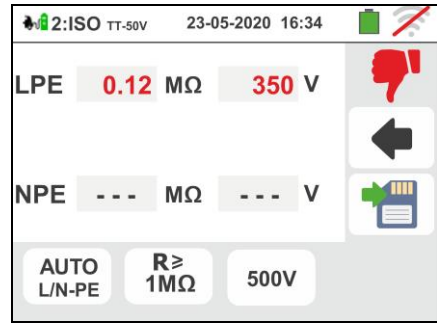 2:ISO TT-50V 23-05-2020 16:34
LPE 0.12 MΩ 350 V
NPE - - - MΩ - - - V
AUTO L/N-PE
R≥ 1MΩ
500V